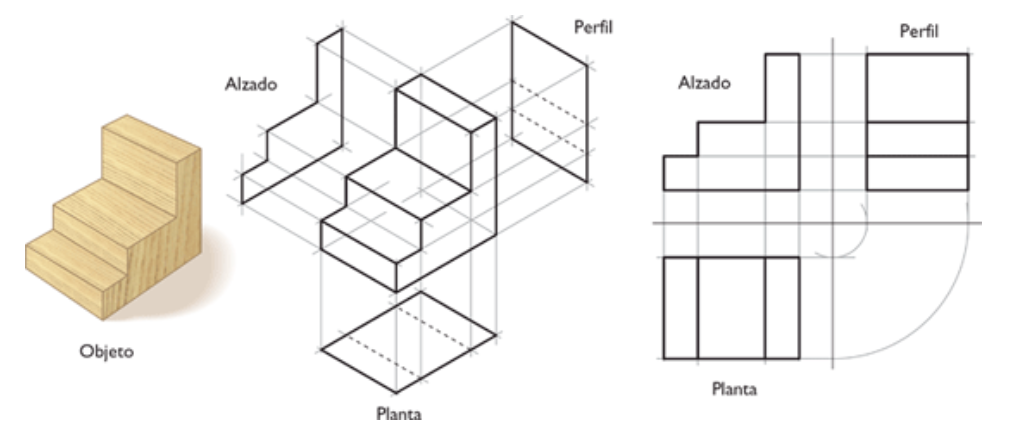 Objeto
Alzado
Perfil
Planta
Alzado
Perfil
Planta